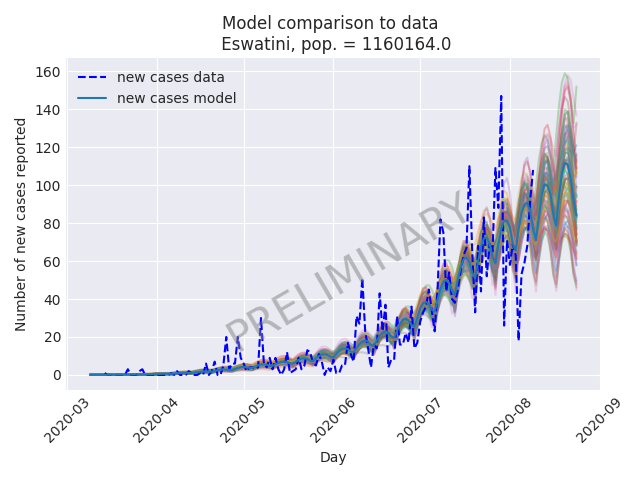 Model comparison to data
Eswatini, pop. = 1160164.0
new cases data
new cases model
Number of new cases reported
160
140
120
100
80
60
40
20
0
PRELIMINARY
2020-03
2020-04
2020-05
2020-06
2020-07
2020-08
2020-09
Day